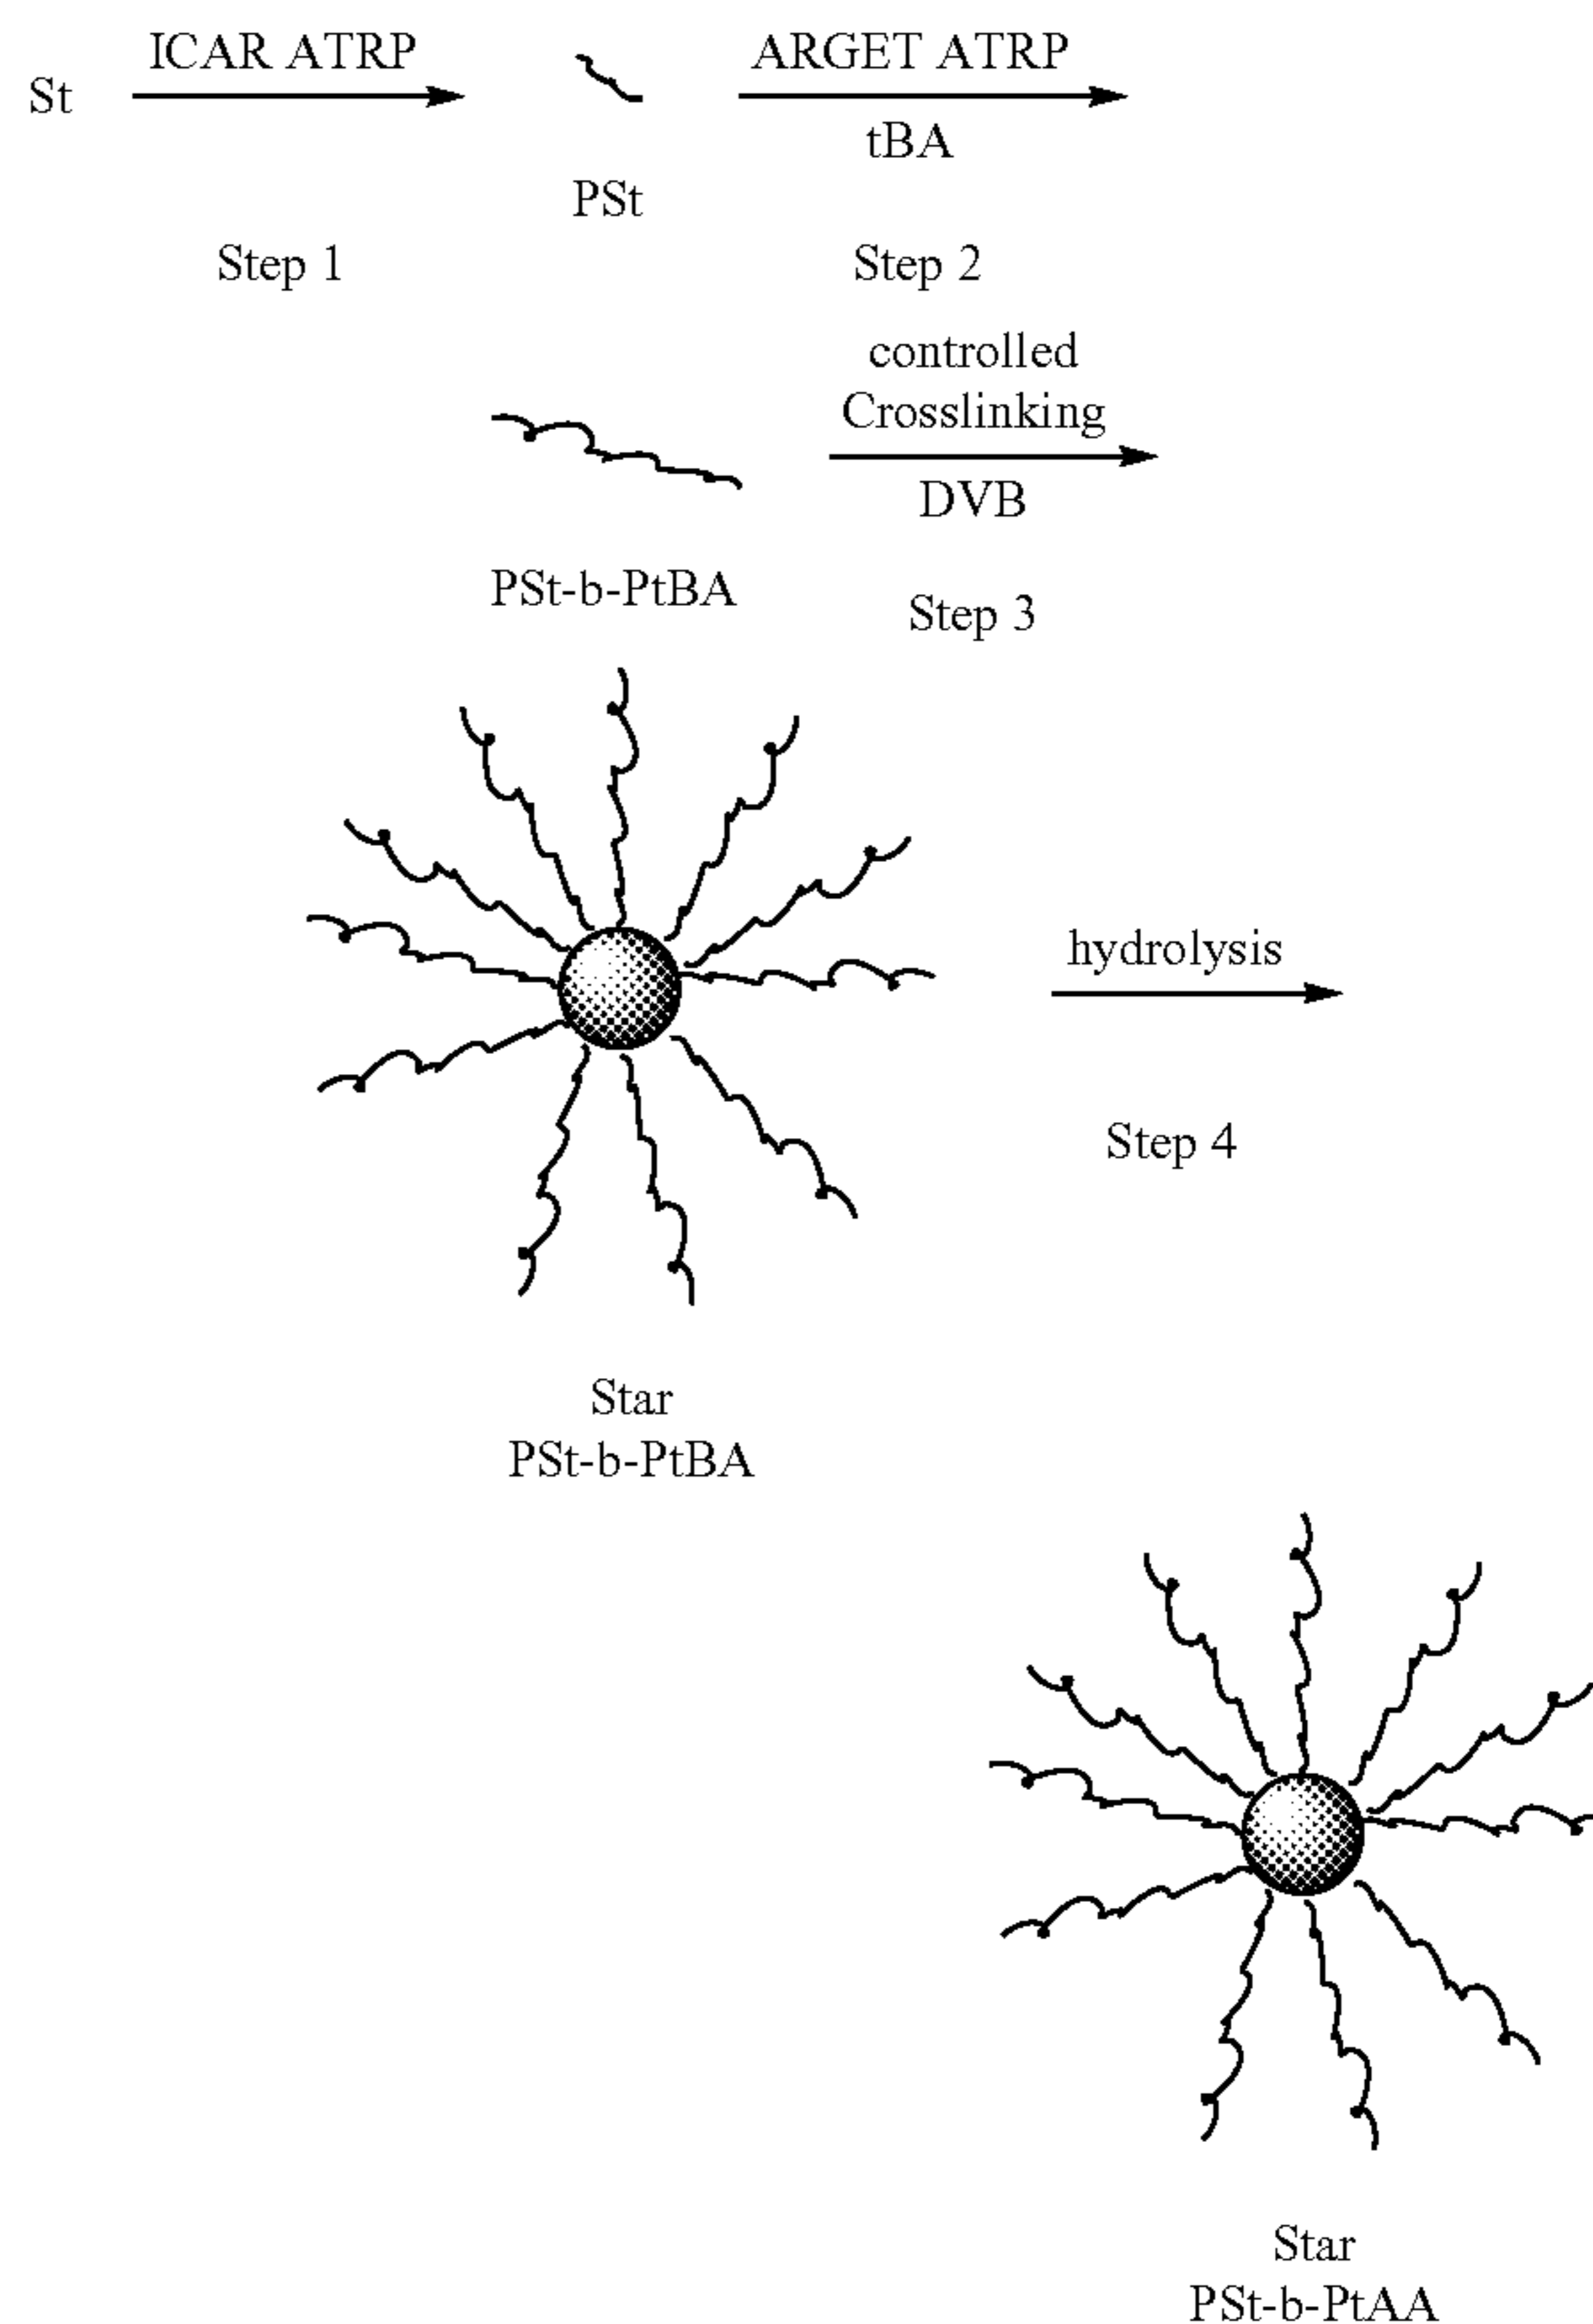 St
ICAR ATRP
PSt
ARGET ATRP
tBA
Step 1
Step 2
PSt-b-PtBA
controlled
Crosslinking
DVB
Step 3
hydrolysis
Step 4
Star
PSt-b-PtBA
Star
PSt-b-PtAA